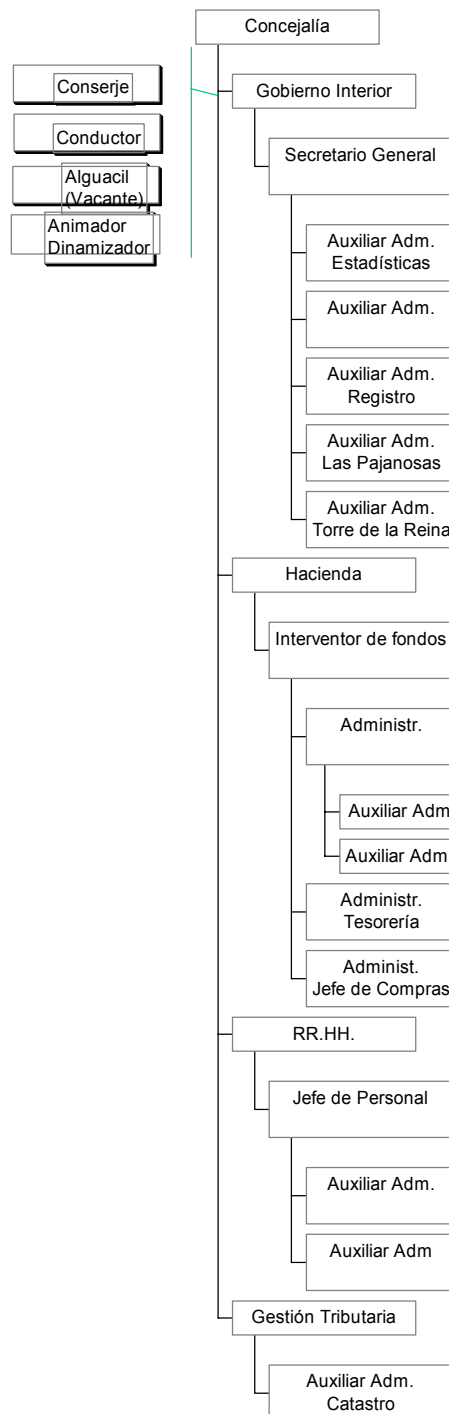 Concejalía
Conserje
Conductor
Alguacil
(Vacante)
Animador
Dinamizador
Gobierno Interior
Secretario General
Auxiliar Adm.
Estadísticas
Auxiliar Adm.
Auxiliar Adm.
Registro
Auxiliar Adm.
Las Pajanosas
Auxiliar Adm.
Torre de la Reina
Hacienda
Interventor de fondos
Administr.
Auxiliar Adm
Auxiliar Adm
Administr.
Tesorería
Administ.
Jefe de Compras
RR.HH.
Jefe de Personal
Auxiliar Adm.
Auxiliar Adm
Gestión Tributaria
Auxiliar Adm.
Catastro